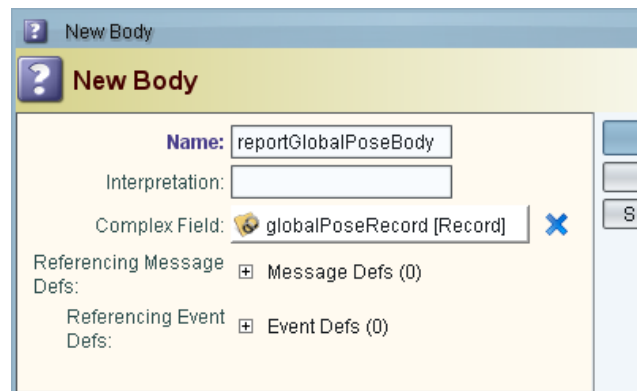 New Body
New Body
Name: reportGlobalPoseBody
Interpretation:
Complex Field: globalPoseRecord [Record]
Referencing Message
Defs:
Message Defs (0)
Referencing Event
Defs:
Event Defs (0)
S